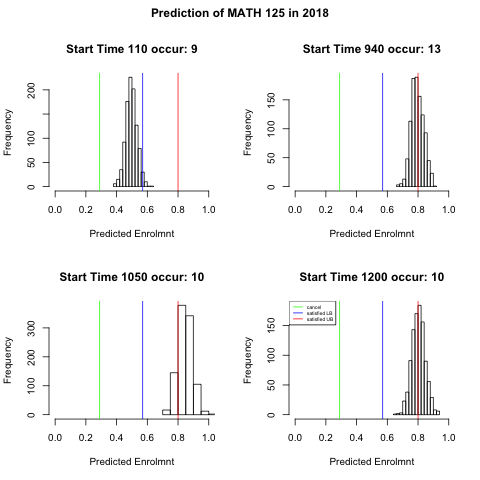 Prediction of MATH 125 in 2018
Start Time 110 occur: 9
Frequency
0 50 100 200
0.0 0.2 0.4 0.6 0.8 1.0
Predicted Enrolmnt
Start Time 940 occur: 13
Frequency
0 50 100 150
0.0 0.2 0.4 0.6 0.8 1.0
Predicted Enrolmnt
Start Time 1050 occur: 10
Frequency
0 100 200 300
0.0 0.2 0.4 0.6 0.8 1.0
Predicted Enrolmnt
Start Time 1200 occur: 10
cancel
satisfied LB
satisfied UB
Frequency
0 50 100 150
0.0 0.2 0.4 0.6 0.8 1.0
Predicted Enrolmnt